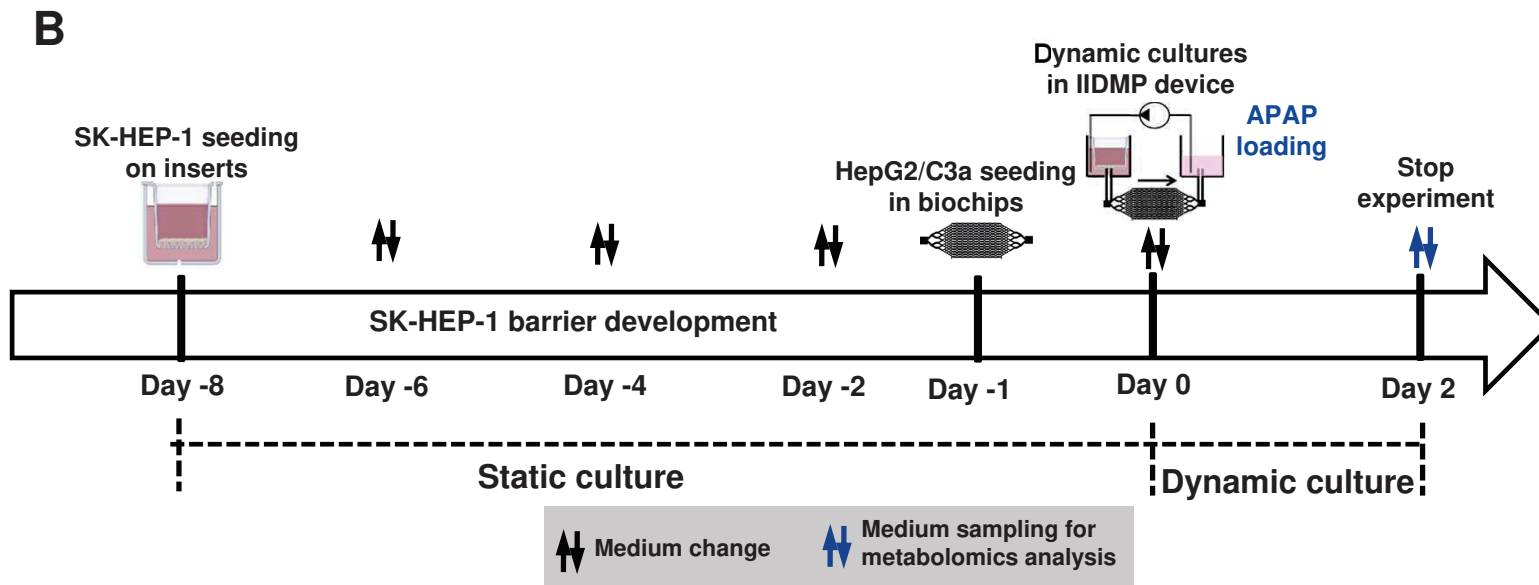 B
SK-HEP-1 seeding
on inserts
HepG2/C3a seeding
in biochips
Dynamic cultures
in IIDMP device
APAP
loading
Stop
experiment
SK-HEP-1 barrier development
Day -8
Day -6
Day -4
Day -2
Day -1
Day 0
Day 2
Static culture
Dynamic culture
Medium change
Medium sampling for
metabolomics analysis